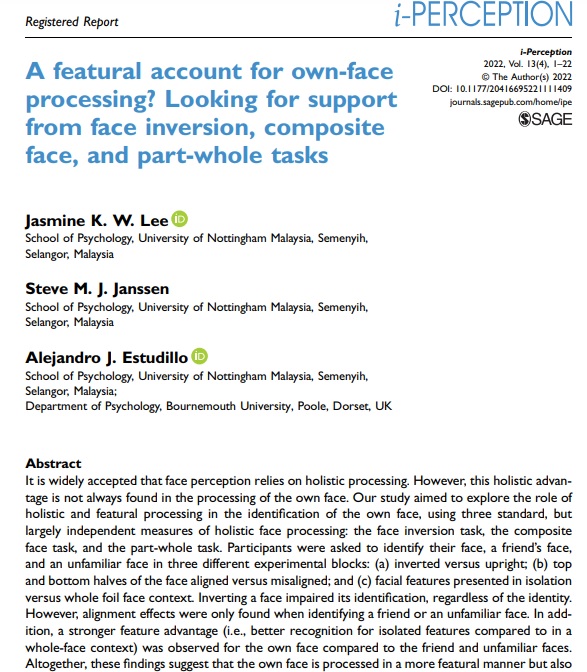 Registered Report
i-PERCEPTION
A featural account for own-face
processing? Looking for support
from face inversion, composite
face, and part-whole tasks
i-Perception
2022, Vol. 13(4), 1–22
© The Author(s) 2022
DOI: 10.1177/20416695221111409
journals.sagepub.com/home/ipe
SAGE
Jasmine K. W. Lee iD
School of Psychology, University of Nottingham Malaysia, Semenyih,
Selangor, Malaysia
Steve M. J. Janssen
School of Psychology, University of Nottingham Malaysia, Semenyih,
Selangor, Malaysia
Alejandro J. Estudillo iD
School of Psychology, University of Nottingham Malaysia, Semenyih,
Selangor, Malaysia;
Department of Psychology, Bournemouth University, Poole, Dorset, UK
Abstract
It is widely accepted that face perception relies on holistic processing. However, this holistic advan-
tage is not always found in the processing of the own face. Our study aimed to explore the role of
holistic and featural processing in the identification of the own face, using three standard, but
largely independent measures of holistic face processing: the face inversion task, the composite
face task, and the part-whole task. Participants were asked to identify their face, a friend's face,
and an unfamiliar face in three different experimental blocks: (a) inverted versus upright; (b) top
and bottom halves of the face aligned versus misaligned; and (c) facial features presented in isolation
versus whole foil face context. Inverting a face impaired its identification, regardless of the identity.
However, alignment effects were only found when identifying a friend or an unfamiliar face. In add-
ition, a stronger feature advantage (i.e., better recognition for isolated features compared to in a
whole-face context) was observed for the own face compared to the friend and unfamiliar faces.
Altogether, these findings suggest that the own face is processed in a more featural manner but also